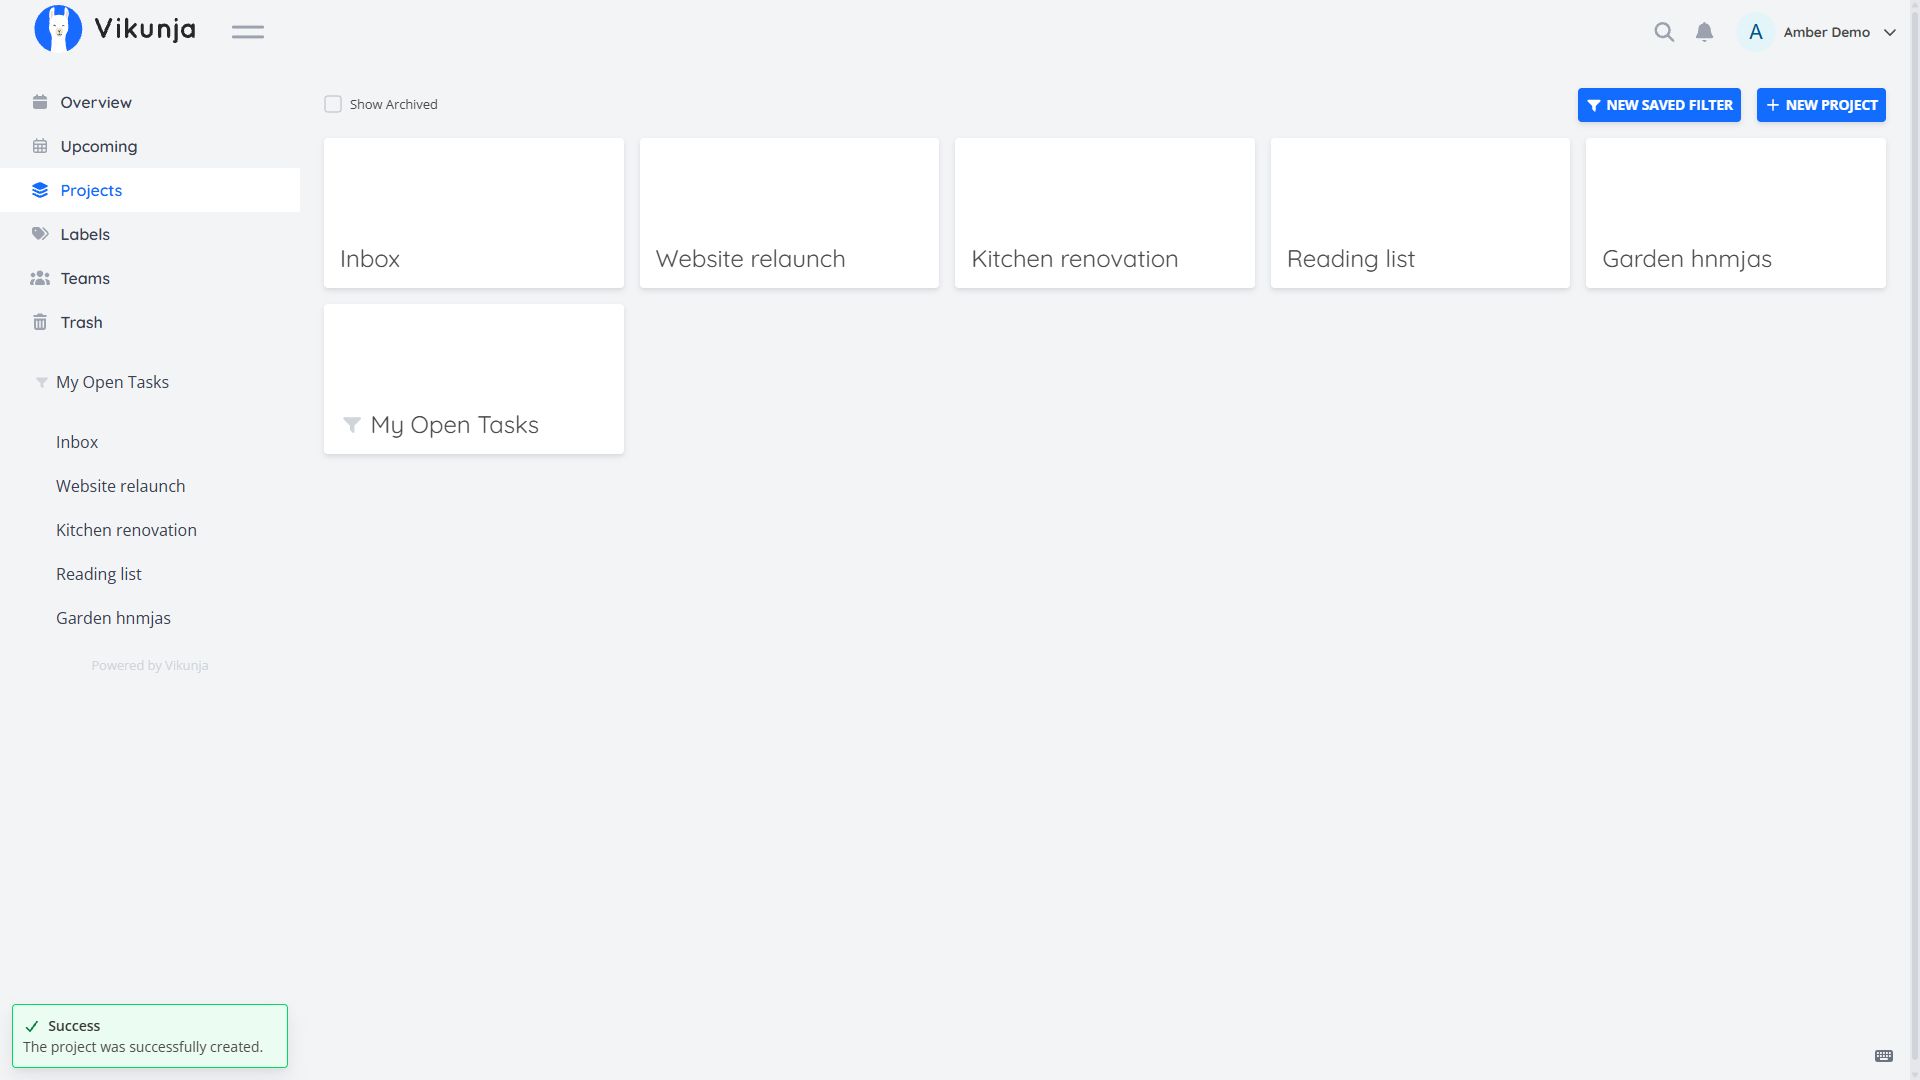 Vikunja
A
Amber Demo
Overview
Upcoming
Projects
Labels
Teams
Trash
My Open Tasks
Inbox
Website relaunch
Kitchen renovation
Reading list
Garden hnmjas
Powered by Vikunja
Show Archived
NEW SAVED FILTER
NEW PROJECT
Inbox
Website relaunch
Kitchen renovation
Reading list
Garden hnmjas
My Open Tasks
Success
The project was successfully created.